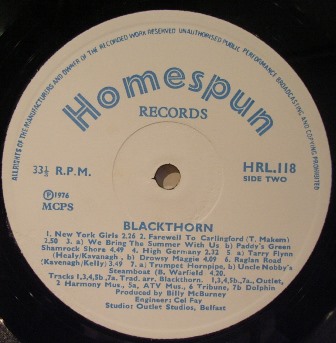 ALL RIGHTS OF THE MANUFACTURERS AND OWNER OF THE RECORDED WORK RESERVED UNAUTHORISED PUBLIC PERFORMANCE BROADCASTING AND COPYING PROHIBITED
Homespun
RECORDS
33⅓ R.P.M.
HRL.118
SIDE TWO
Ⓟ1976
MCPS
BLACKTHORN
1. New York Girls 2.26 2. Farewell To Carlingford (T. Makem)
2.50 3. a) We Bring The Summer With Us b) Paddy's Green
Shamrock Shore 4.49 4. High Germany 2.32 5. a) Tarry Flynn
(Healy/Kavanagh, b) Drowsy Maggie 4.09 6. Raglan Road
(Kavanagh/Kelly) 3.49 7. a) Trumpet Hornpipe, b) Uncle Nobby's
Steamboat (B. Warfield) 4.20.
Tracks 1,3,4,5b,7a. Trad. arr. Blackthorn. 1,3,4,5b.,7a., Outlet,
2 Harmony Mus., 5a, ATV Mus., 6 Tribune, 7b Dolphin
Produced by Billy McBurney
Engineer: Cel Fay
Studio: Outlet Studios, Belfast